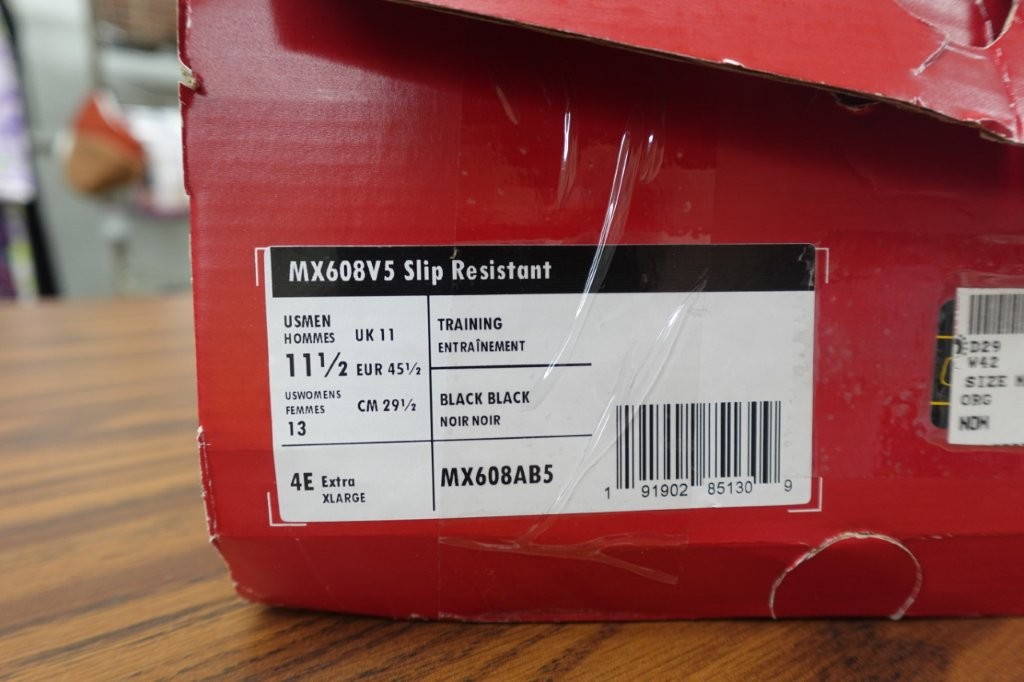 MX608V5 Slip Resistant
USMEN
HOMMES
UK 11
11½
EUR 45½
USWOMENS
FEMMES
CM 29½
13
4E Extra
XLARGE
TRAINING
ENTRAÎNEMENT
BLACK BLACK
NOIR NOIR
MX608AB5
1 91902 85130 9
D29
W42
SIZE
ORG
NOW